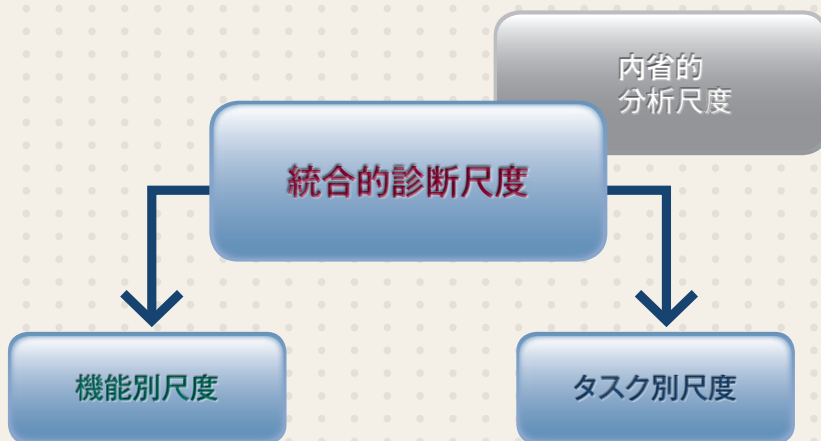 内省的
分析尺度
統合的診断尺度
機能別尺度
タスク別尺度